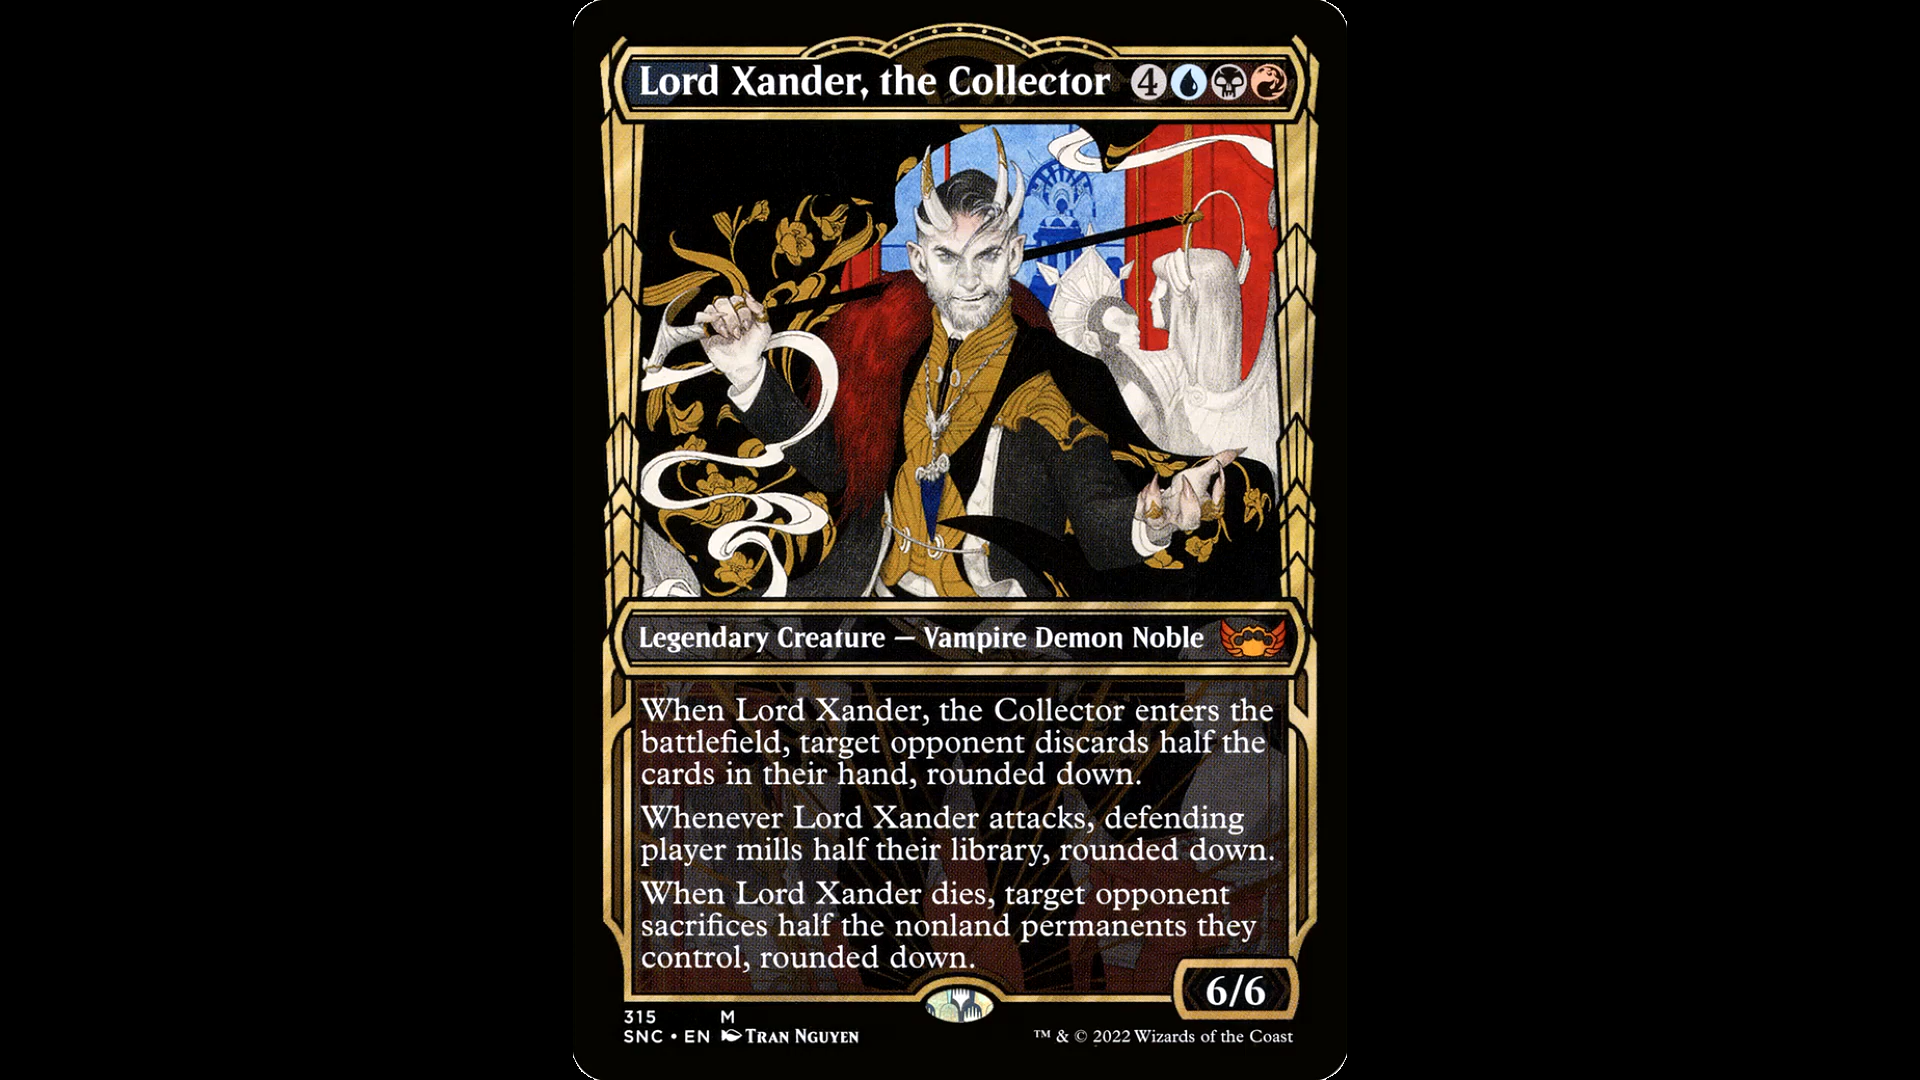 Lord Xander, the Collector 4
Legendary Creature — Vampire Demon Noble
When Lord Xander, the Collector enters the
battlefield, target opponent discards half the
cards in their hand, rounded down.
Whenever Lord Xander attacks, defending
player mills half their library, rounded down.
When Lord Xander dies, target opponent
sacrifices half the nonland permanents they
control, rounded down.
6/6
315 M
SNC • EN TRAN NGUYEN
™ & © 2022 Wizards of the Coast